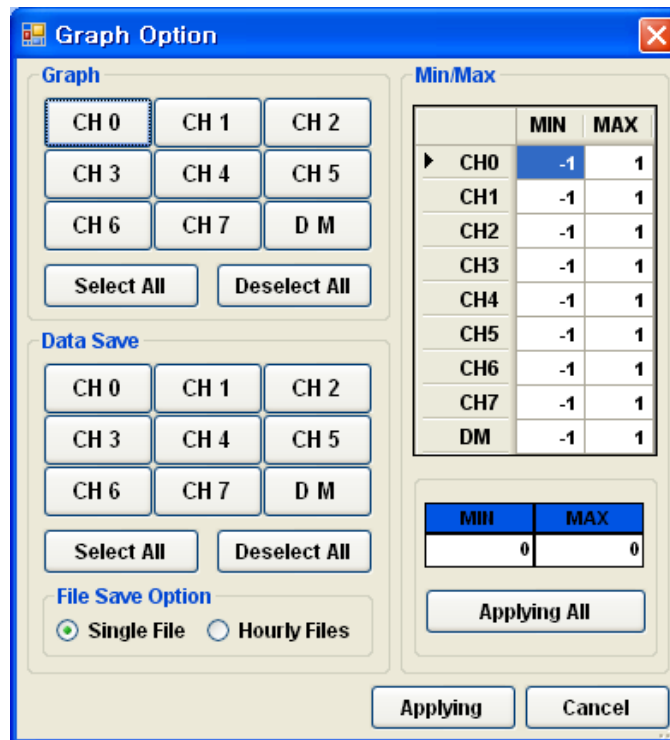 Graph Option
Graph
CH 0 CH 1 CH 2
CH 3 CH 4 CH 5
CH 6 CH 7 D M
Select All Deselect All
Data Save
CH 0 CH 1 CH 2
CH 3 CH 4 CH 5
CH 6 CH 7 D M
Select All Deselect All
File Save Option
Single File Hourly Files
Min/Max
MIN MAX
CH0 -1 1
CH1 -1 1
CH2 -1 1
CH3 -1 1
CH4 -1 1
CH5 -1 1
CH6 -1 1
CH7 -1 1
DM -1 1
MIN MAX
0 0
Applying All
Applying Cancel